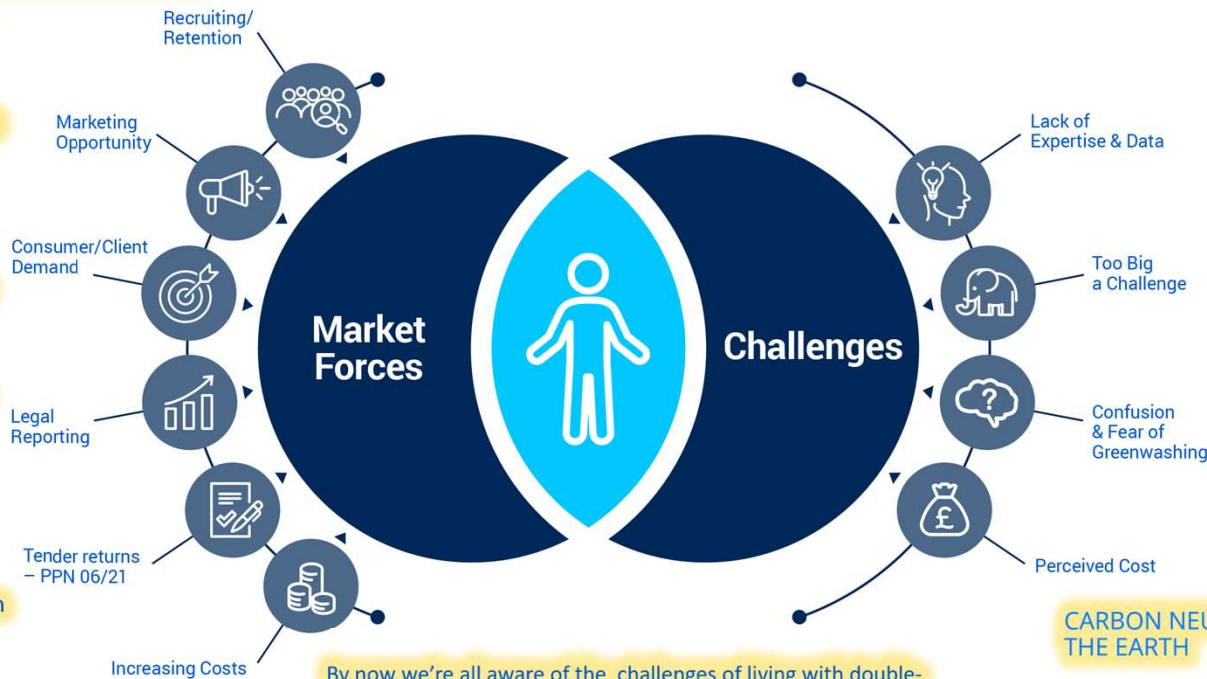 Recruiting/
Retention
Marketing
Opportunity
Consumer/Client
Demand
Legal
Reporting
Tender returns
– PPN 06/21
Increasing Costs
Market
Forces
Challenges
Lack of
Expertise & Data
Too Big
a Challenge
?
Confusion
& Fear of
Greenwashing
£
Perceived Cost
CARBON
THE EARTH
By now we're all aware of the challenges of living with double-